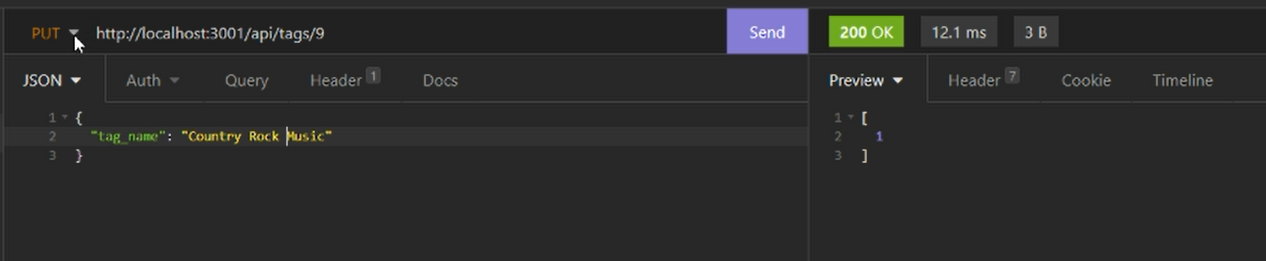 PUT http://localhost:3001/api/tags/9 Send 200 OK 12.1 ms 3 B
JSON Auth Query Header 1 Docs Preview Header 7 Cookie Timeline
1 {
2 "tag_name": "Country Rock Music"
3 }
1 [
2 1
3 ]